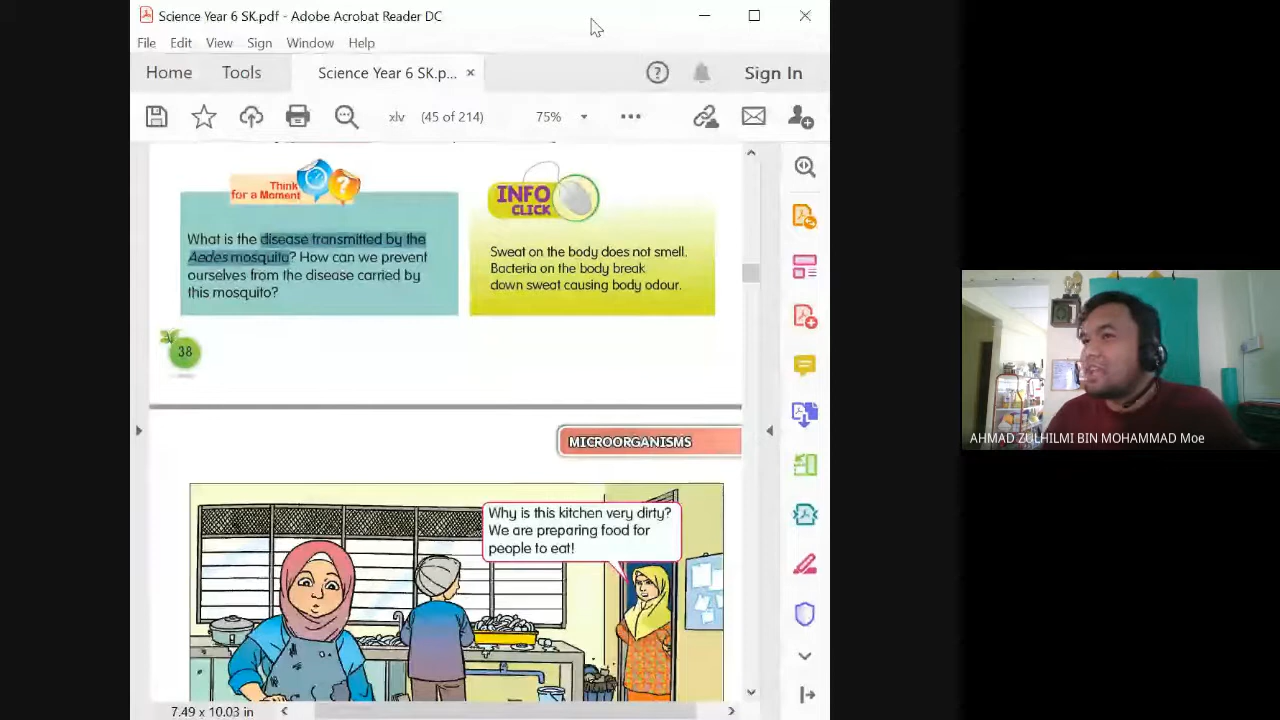 Science Year 6 SK.pdf - Adobe Acrobat Reader DC
File Edit View Sign Window Help
Home Tools Science Year 6 SK.p... Sign In
xlv (45 of 214) 75%
Think
for a Moment
What is the disease transmitted by the
Aedes mosquito? How can we prevent
ourselves from the disease carried by
this mosquito?
INFO
CLICK
Sweat on the body does not smell.
Bacteria on the body break
down sweat causing body odour.
38
MICROORGANISMS
Why is this kitchen very dirty?
We are preparing food for
people to eat!
7.49 x 10.03 in
AHMAD ZULHILMI BIN MOHAMMAD Moe